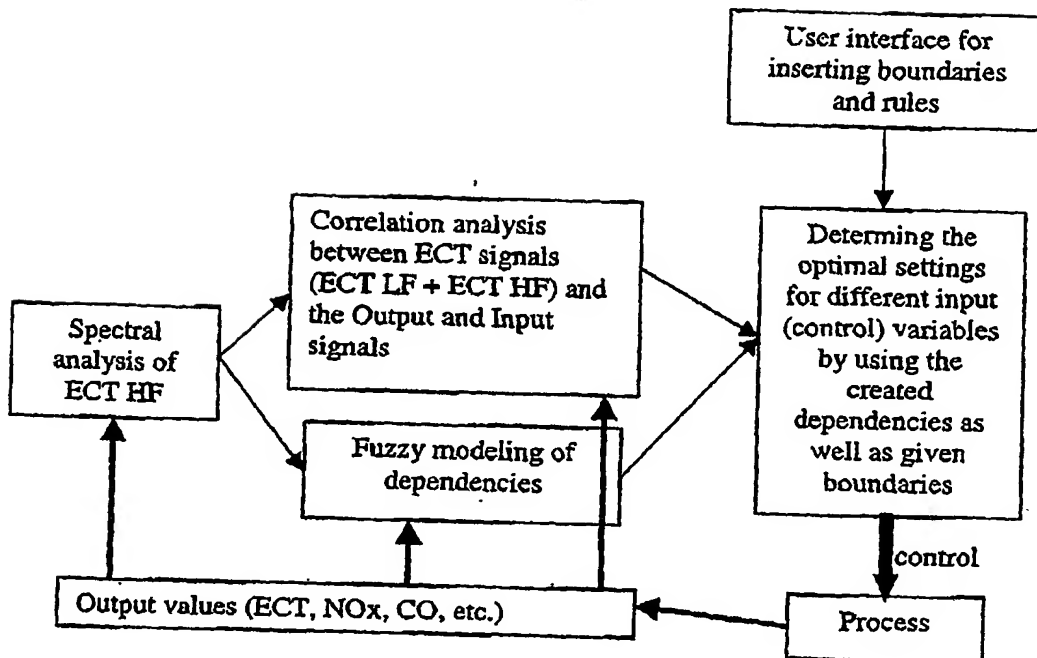 User interface for
inserting boundaries
and rules
Correlation analysis
between ECT signals
(ECT LF + ECT HF) and
the Output and Input
signals
Determing the
optimal settings
for different input
(control) variables
by using the
created
dependencies as
well as given
boundaries
Spectral
analysis of
ECT HF
Fuzzy modeling of
dependencies
control
Output values (ECT, NOx, CO, etc.)
Process